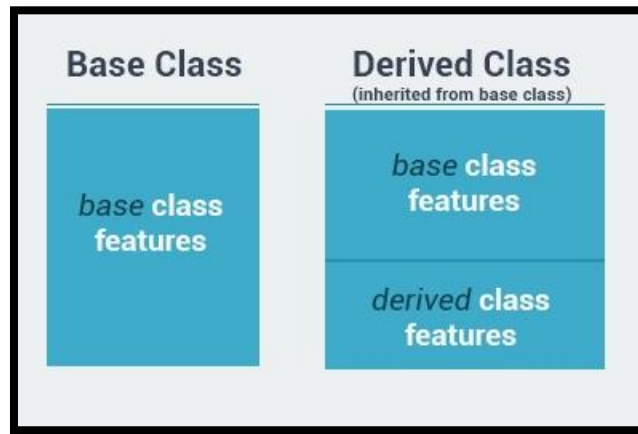 Base Class
base class
features
Derived Class
(inherited from base class)
base class
features
derived class
features